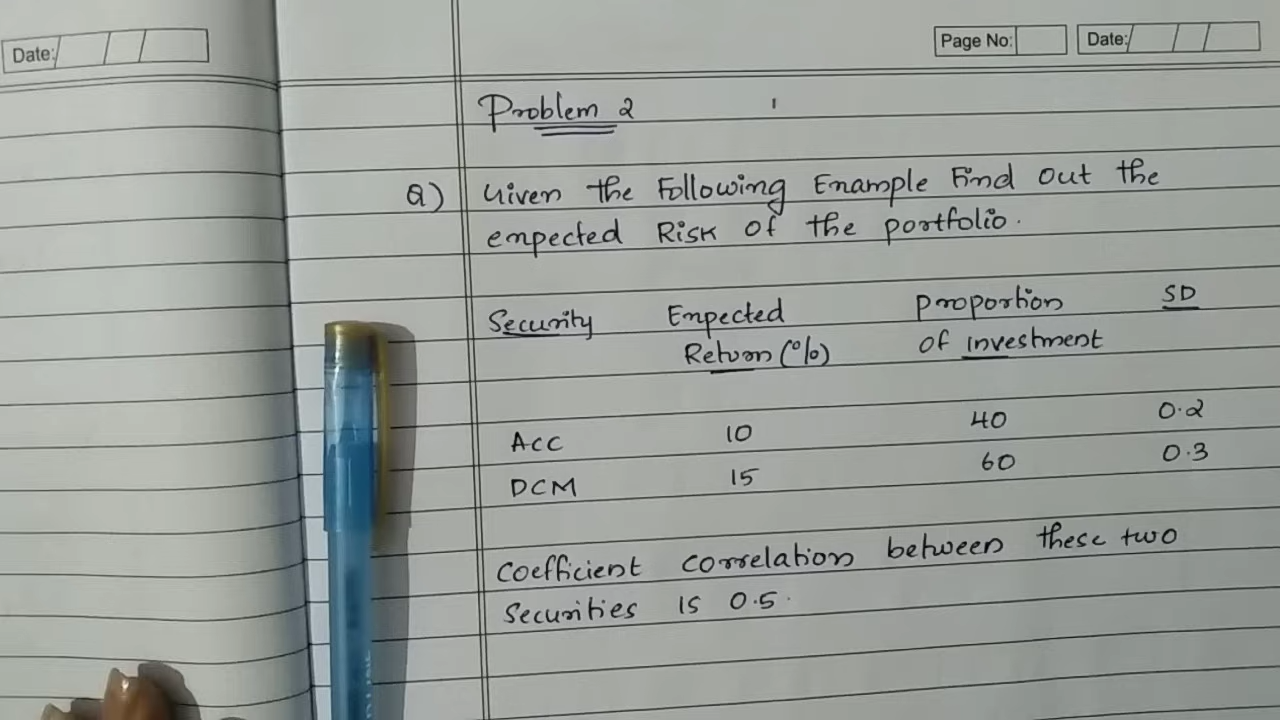 Date:
Page No:
Date:
Problem 2
Q) Given the Following Example Find Out the
expected Risk of the portfolio.
Security Expected Return (%) Proportion of investment SD
ACC 10 40 0.2
DCM 15 60 0.3
Coefficient correlation between these two
Securities is 0.5.